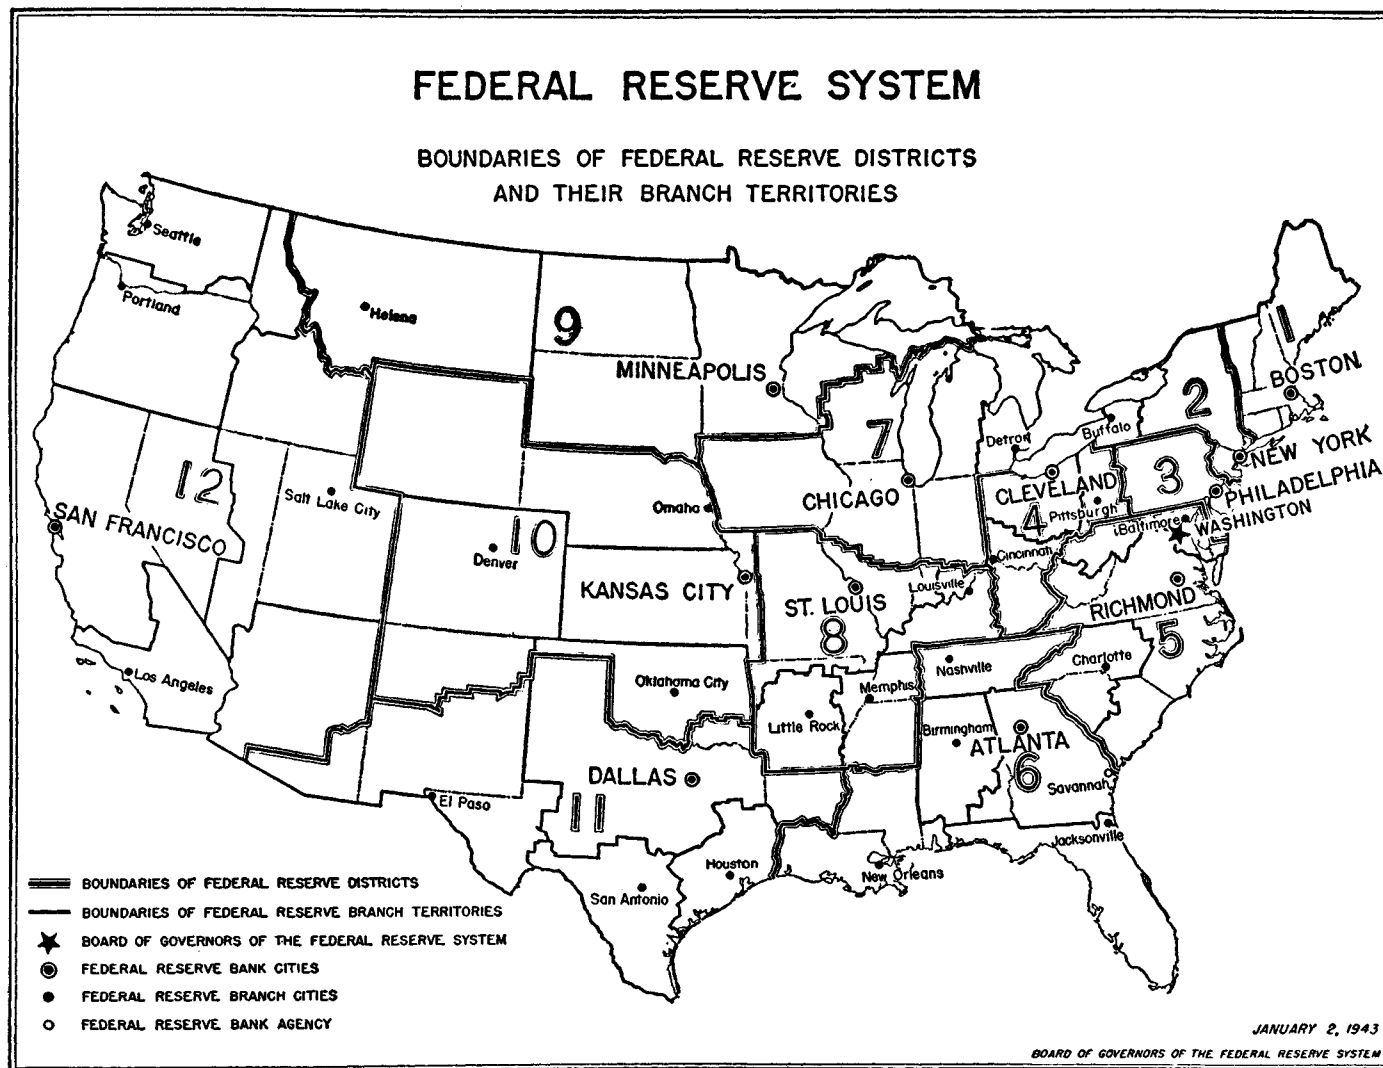 FEDERAL RESERVE SYSTEM
BOUNDARIES OF FEDERAL RESERVE DISTRICTS
AND THEIR BRANCH TERRITORIES
Seattle
Portland
Helena
9
MINNEAPOLIS
1
BOSTON
2
Buffalo
NEW YORK
7
Detroit
CHICAGO
CLEVELAND
4
Pittsburgh
3
PHILADELPHIA
Baltimore
WASHINGTON
Cincinnati
12
Salt Lake City
SAN FRANCISCO
Omaha
10
Denver
KANSAS CITY
ST. LOUIS
8
Louisville
RICHMOND
5
Los Angeles
Oklahoma City
Memphis
Nashville
Charlotte
Little Rock
Birmingham
ATLANTA
6
Savannah
DALLAS
11
El Paso
Jacksonville
Houston
New Orleans
San Antonio
BOUNDARIES OF FEDERAL RESERVE DISTRICTS
BOUNDARIES OF FEDERAL RESERVE BRANCH TERRITORIES
BOARD OF GOVERNORS OF THE FEDERAL RESERVE SYSTEM
FEDERAL RESERVE BANK CITIES
FEDERAL RESERVE BRANCH CITIES
FEDERAL RESERVE BANK AGENCY
JANUARY 2, 1943
BOARD OF GOVERNORS OF THE FEDERAL RESERVE SYSTEM